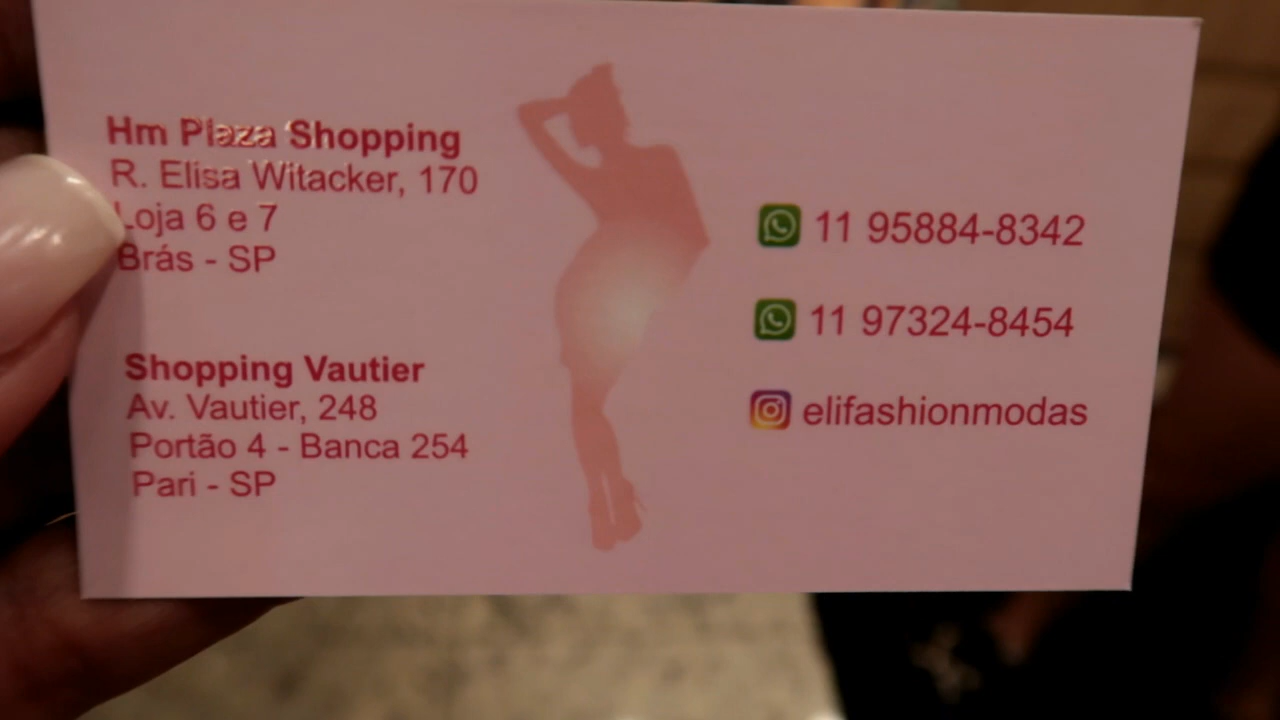 Hm Plaza Shopping
R. Elisa Witacker, 170
Loja 6 e 7
Brás - SP
Shopping Vautier
Av. Vautier, 248
Portão 4 - Banca 254
Pari - SP
11 95884-8342
11 97324-8454
elifashionmodas